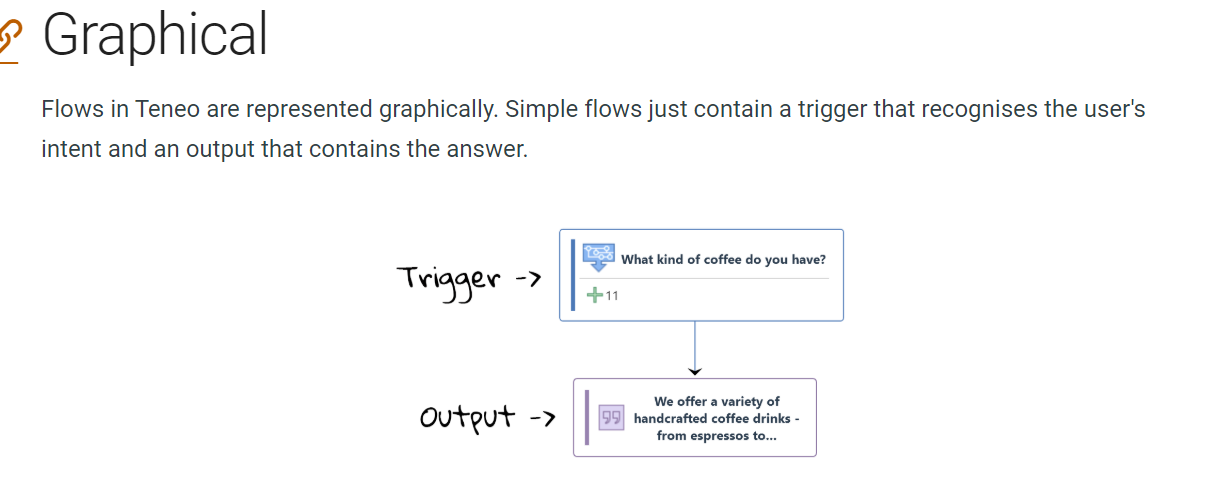 Graphical
Flows in Teneo are represented graphically. Simple flows just contain a trigger that recognises the user's
intent and an output that contains the answer.
Trigger ->
What kind of coffee do you have?
+11
Output ->
We offer a variety of
handcrafted coffee drinks -
from espressos to...